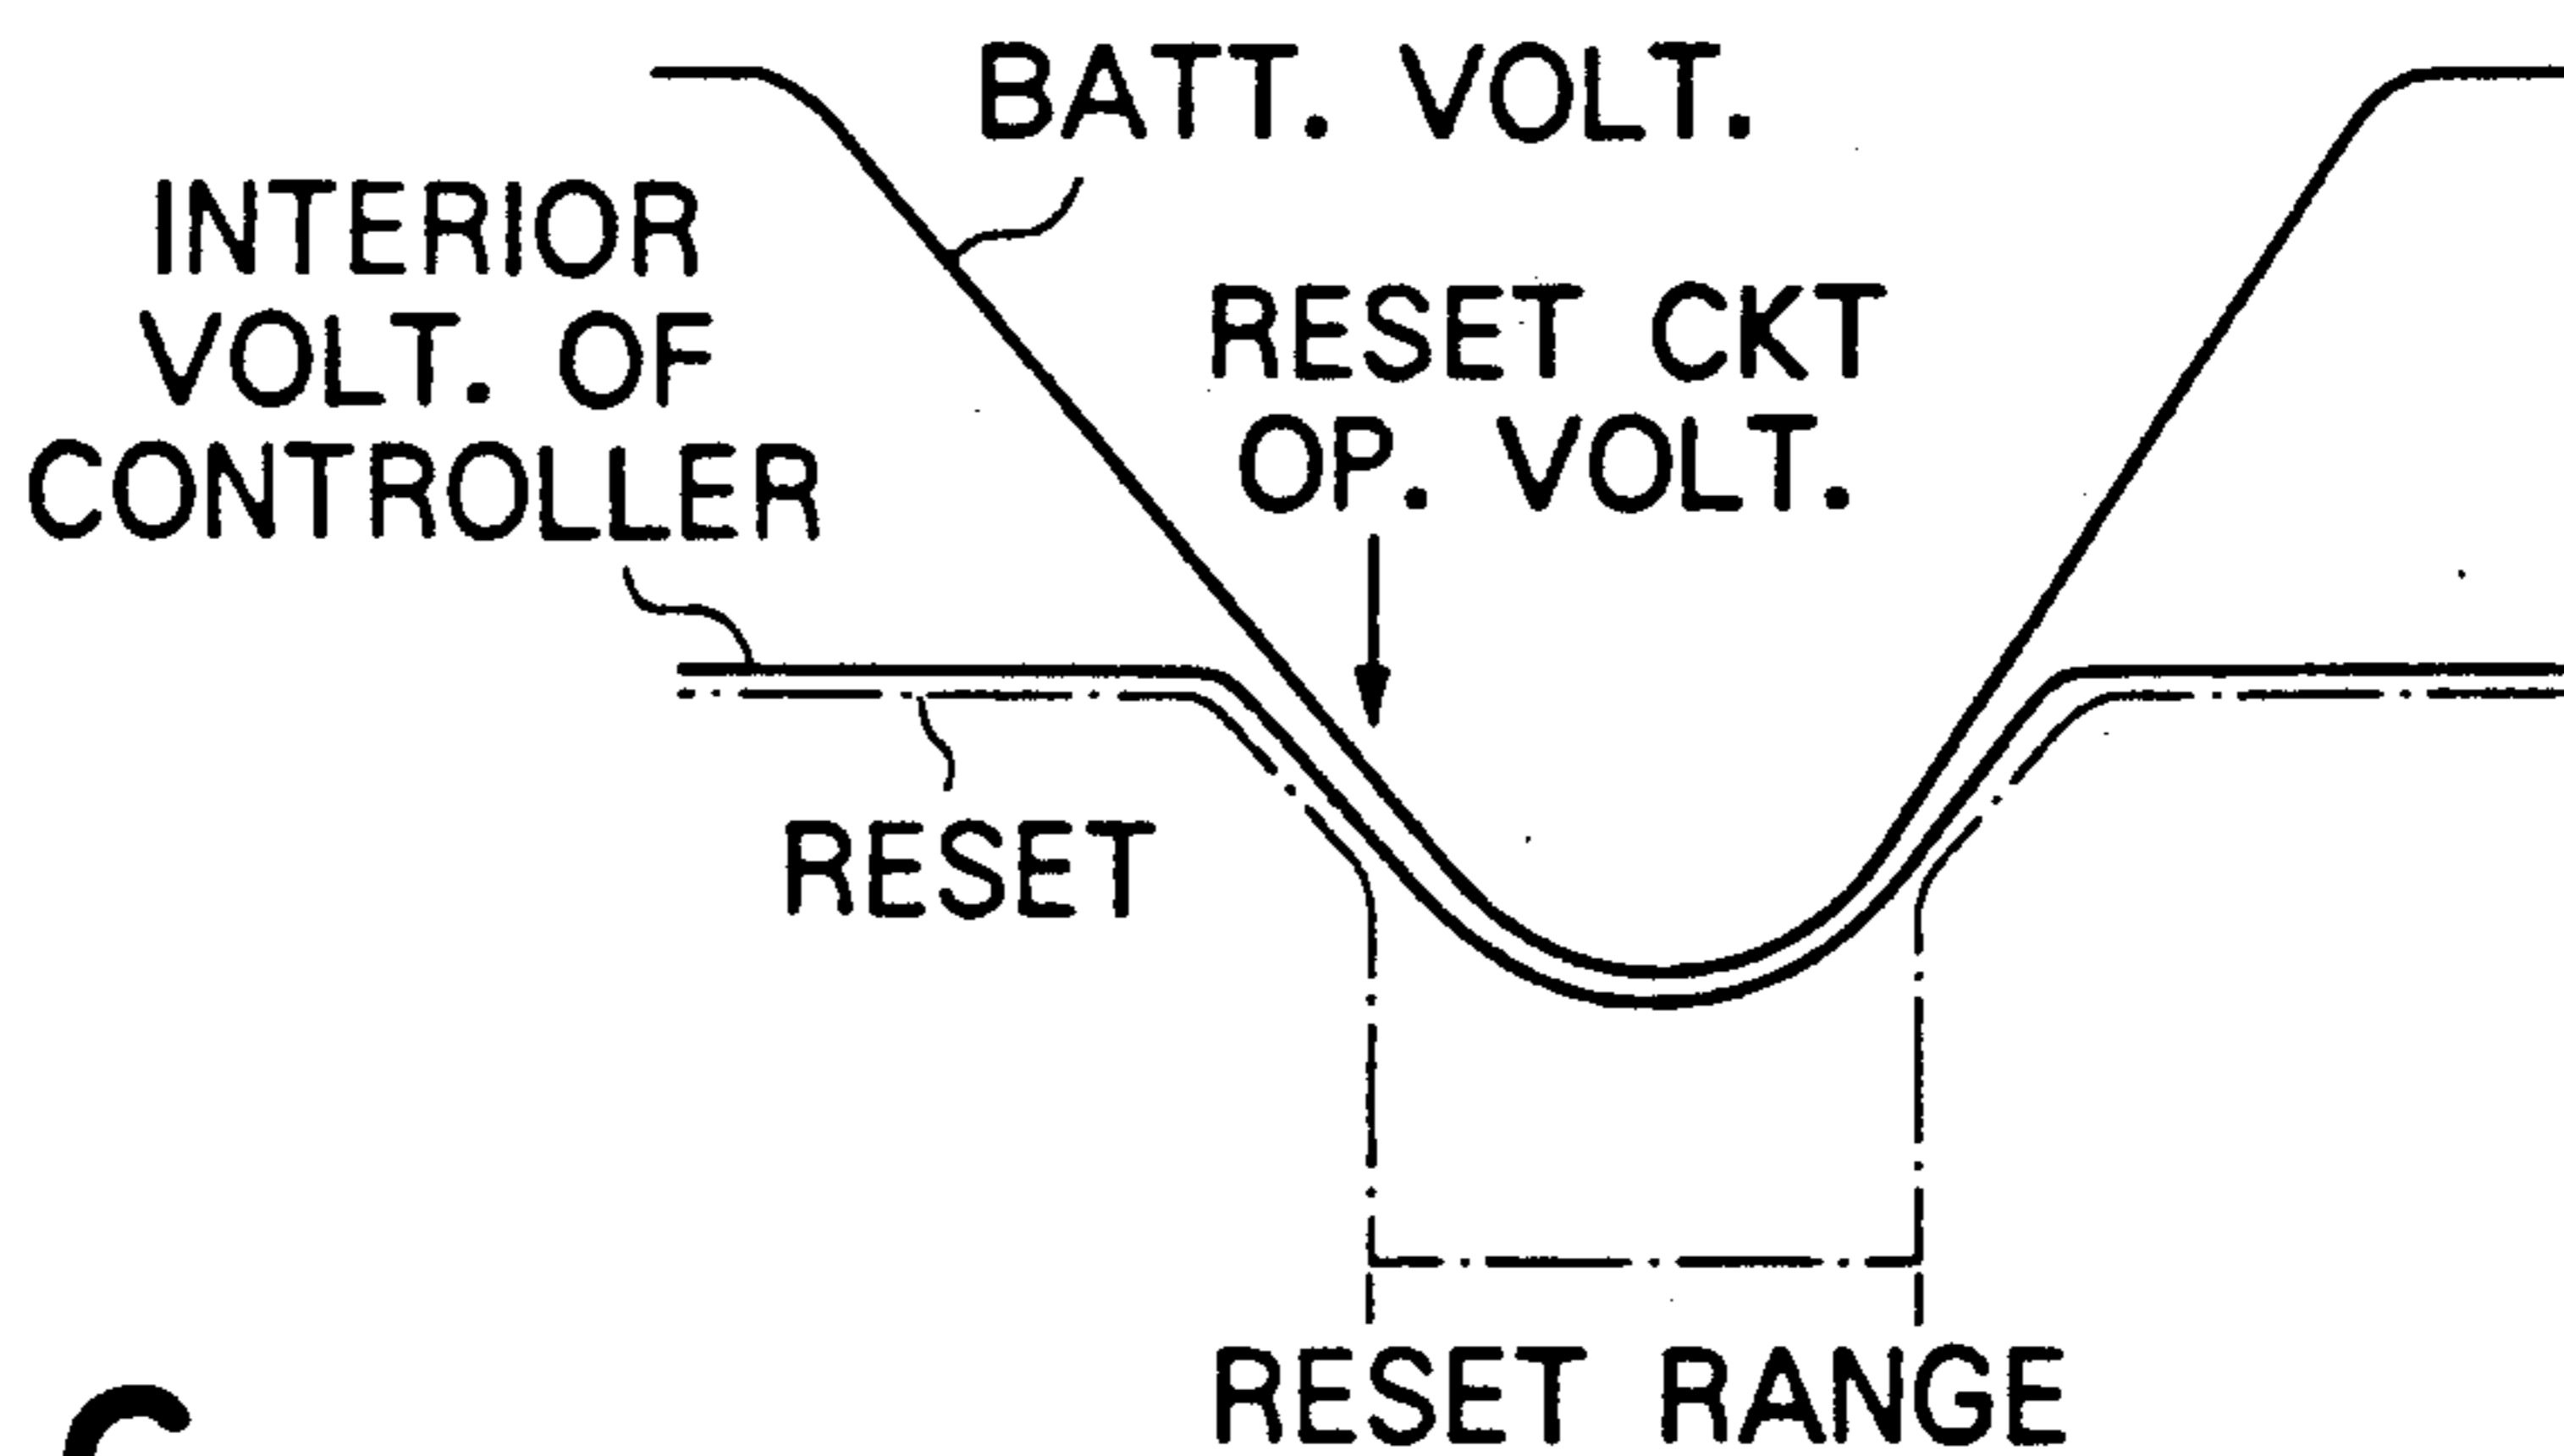 BATT. VOLT.
INTERIOR
VOLT. OF
CONTROLLER
RESET CKT
OP. VOLT.
RESET
RESET RANGE